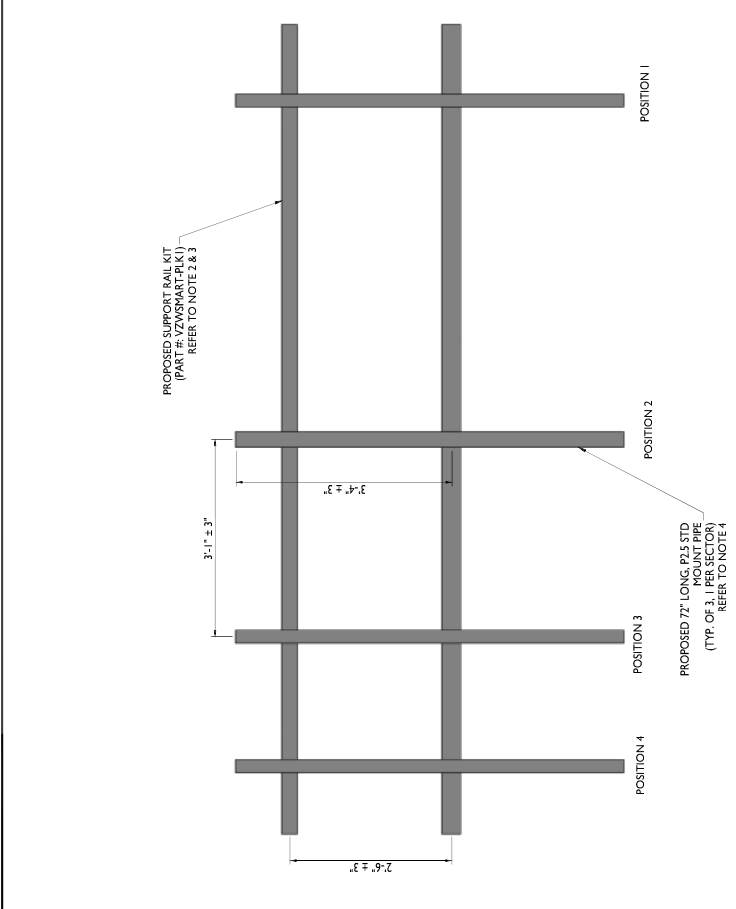 PROPOSED SUPPORT RAIL KIT
(PART #: VZWSMART-PLK1)
REFER TO NOTE 2 & 3
POSITION 1
POSITION 2
3'-4" ± 3"
3'-1" ± 3"
PROPOSED 72" LONG, P2.5 STD
MOUNT PIPE
(TYP. OF 3, 1 PER SECTOR)
REFER TO NOTE 4
POSITION 3
POSITION 4
2'-6" ± 3"